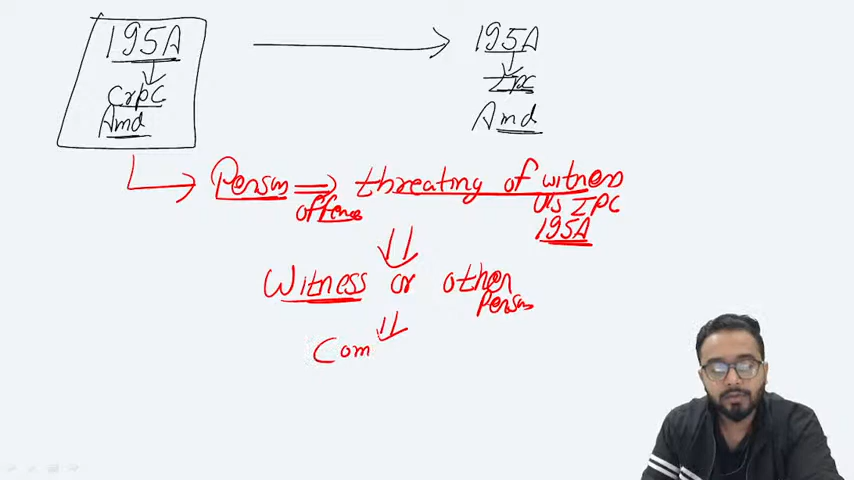 195A
CrpC
Amd
195A
IPC
Amd
Person threating of witness
offence
U/s IPC
195A
Witness or other
Person
Com